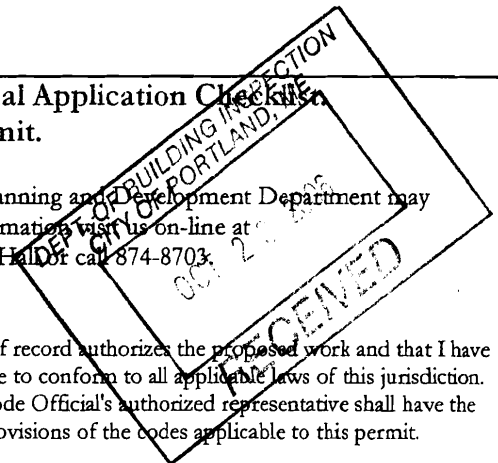 al Application Checklist.
mit.
anning and Development Department may
mation visit us on-line at
Hall or call 874-8703.
f record authorizes the proposed work and that I have
e to conform to all applicable laws of this jurisdiction.
ode Official's authorized representative shall have the
ovisions of the codes applicable to this permit.
DEPT. OF BUILDING INSPECTION
CITY OF PORTLAND, ME
OCT 2
RECEIVED